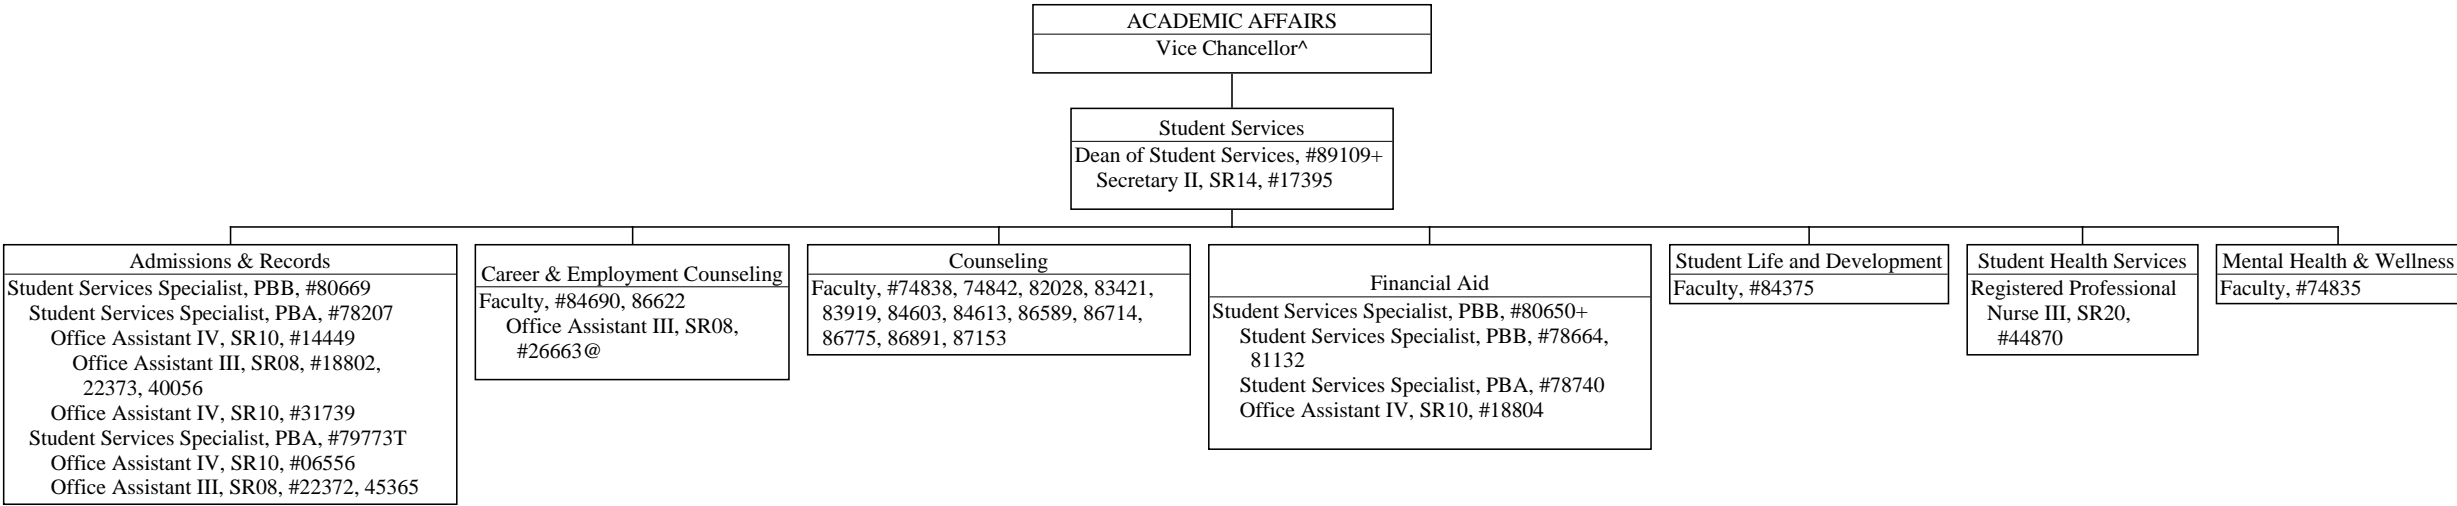 ACADEMIC AFFAIRS
Vice Chancellor^
Student Services
Dean of Student Services, #89109+
Secretary II, SR14, #17395
Admissions & Records
Student Services Specialist, PBB, #80669
Student Services Specialist, PBA, #78207
Office Assistant IV, SR10, #14449
Office Assistant III, SR08, #18802,
22373, 40056
Office Assistant IV, SR10, #31739
Student Services Specialist, PBA, #79773T
Office Assistant IV, SR10, #06556
Office Assistant III, SR08, #22372, 45365
Career & Employment Counseling
Faculty, #84690, 86622
Office Assistant III, SR08,
#26663@
Counseling
Faculty, #74838, 74842, 82028, 83421,
83919, 84603, 84613, 86589, 86714,
86775, 86891, 87153
Financial Aid
Student Services Specialist, PBB, #80650+
Student Services Specialist, PBB, #78664,
81132
Student Services Specialist, PBA, #78740
Office Assistant IV, SR10, #18804
Student Life and Development
Faculty, #84375
Student Health Services
Registered Professional
Nurse III, SR20,
#44870
Mental Health & Wellness
Faculty, #74835